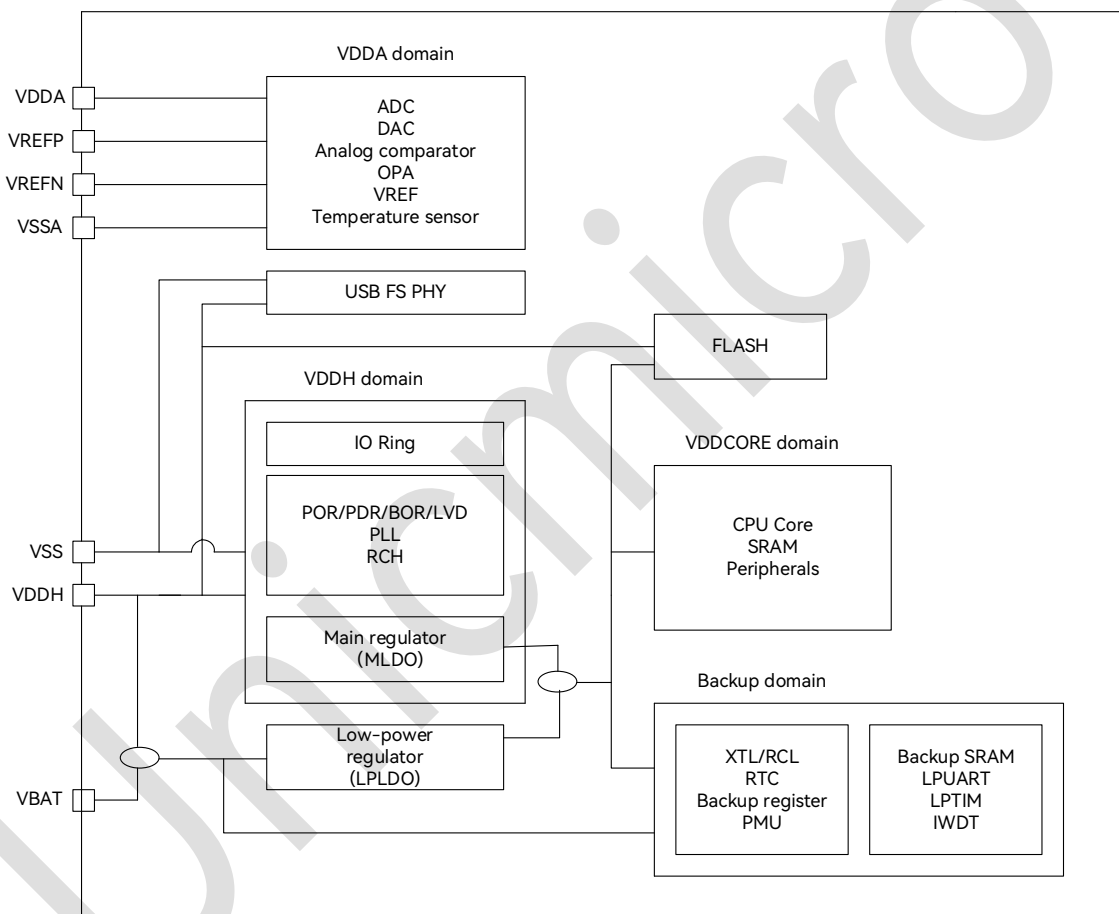 VDDA domain
VDDA
VREFP
VREFN
VSSA
ADC
DAC
Analog comparator
OPA
VREF
Temperature sensor
USB FS PHY
FLASH
VDDH domain
IO Ring
POR/PDR/BOR/LVD
PLL
RCH
VSS
VDDH
Main regulator
(MLDO)
VDDCORE domain
CPU Core
SRAM
Peripherals
Low-power
regulator
(LPLDO)
VBAT
Backup domain
XTL/RCL
RTC
Backup register
PMU
Backup SRAM
LPUART
LPTIM
IWDT
Unicmicro